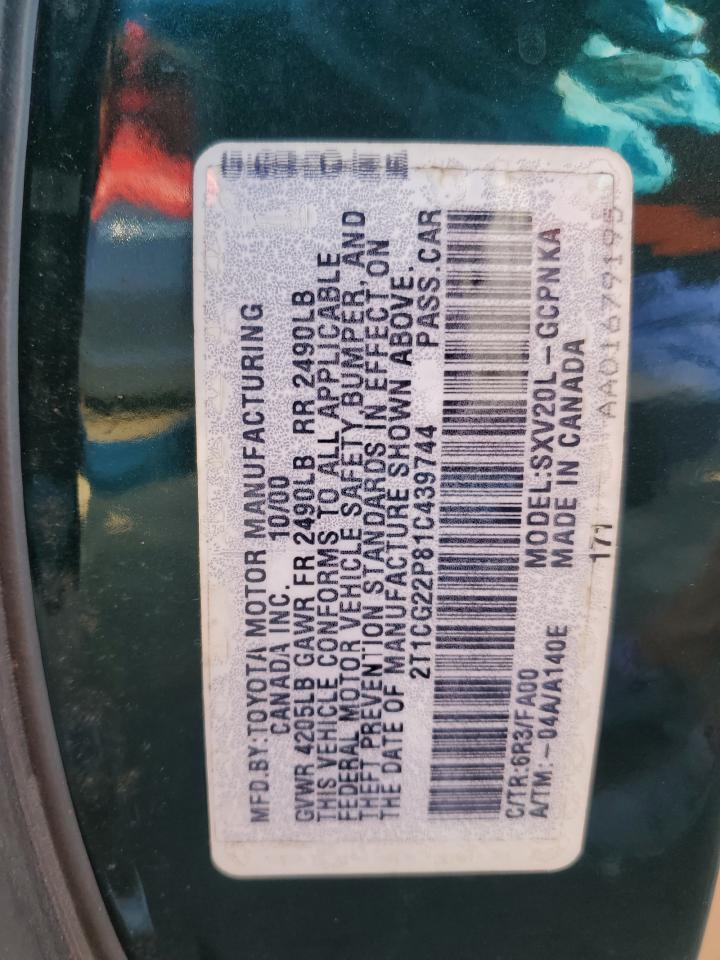 MFD.BY:TOYOTA MOTOR MANUFACTURING
CANADA INC. 10/00
GVWR 4205LB GAWR FR 2490LB RR 2490LB
THIS VEHICLE CONFORMS TO ALL APPLICABLE
FEDERAL MOTOR VEHICLE SAFETY BUMPER, AND
THEFT PREVENTION STANDARDS IN EFFECT ON
THE DATE OF MANUFACTURE SHOWN ABOVE.
2T1CG22P81C439744 PASS.CAR
C/TR:6R3/FA00 MODEL:SXV20L-GCPNKA
A/TM:-04A/A140E MADE IN CANADA
171 AA01679195